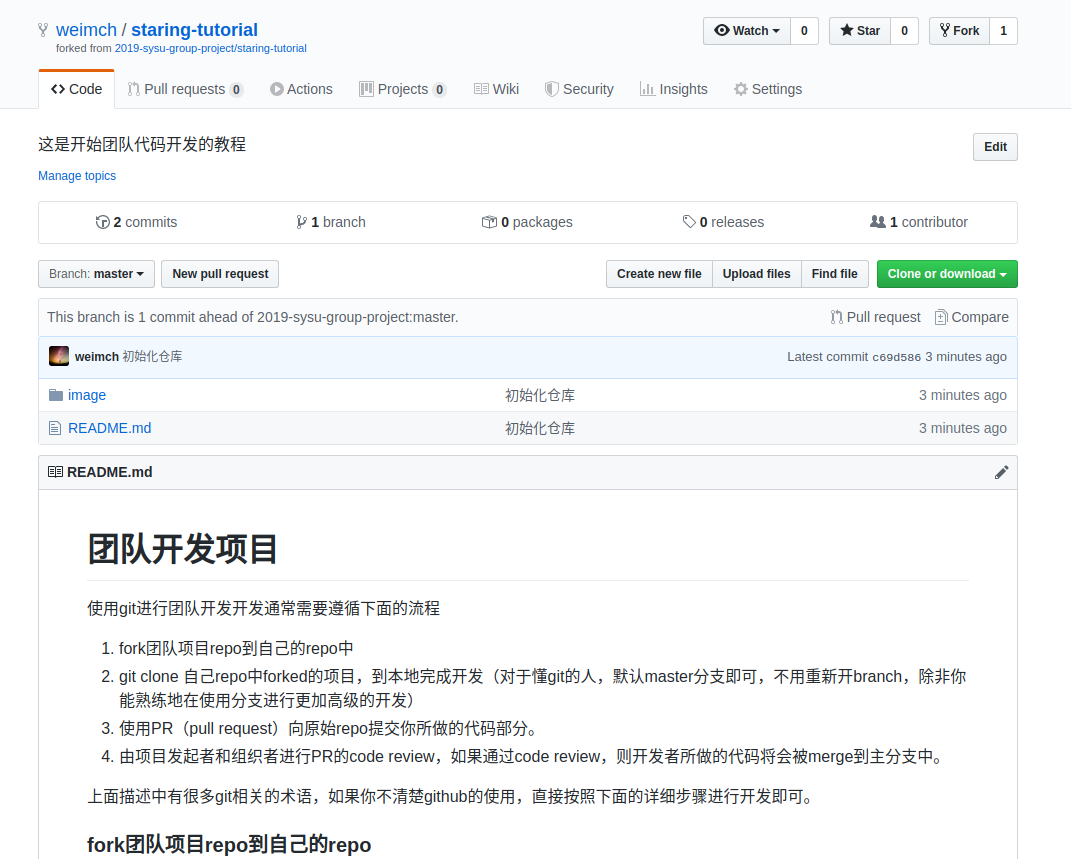 weimch / staring-tutorial
Watch 0 Star 0 Fork 1
forked from 2019-sysu-group-project/staring-tutorial
Code Pull requests 0 Actions Projects 0 Wiki Security Insights Settings
这是开始团队代码开发的教程
Edit
Manage topics
2 commits 1 branch 0 packages 0 releases 1 contributor
Branch: master New pull request Create new file Upload files Find file Clone or download
This branch is 1 commit ahead of 2019-sysu-group-project:master. Pull request Compare
weimch 初始化仓库 Latest commit c69d586 3 minutes ago
image 初始化仓库 3 minutes ago
README.md 初始化仓库 3 minutes ago
README.md
团队开发项目
使用git进行团队开发开发通常需要遵循下面的流程
1. fork团队项目repo到自己的repo中
2. git clone 自己repo中forked的项目，到本地完成开发（对于懂git的人，默认master分支即可，不用重新开branch，除非你
能熟练地在使用分支进行更加高级的开发）
3. 使用PR（pull request）向原始repo提交你所做的代码部分。
4. 由项目发起者和组织者进行PR的code review，如果通过code review，则开发者所做的代码将会被merge到主分支中。
上面描述中有很多git相关的术语，如果你不清楚github的使用，直接按照下面的详细步骤进行开发即可。
fork团队项目repo到自己的repo